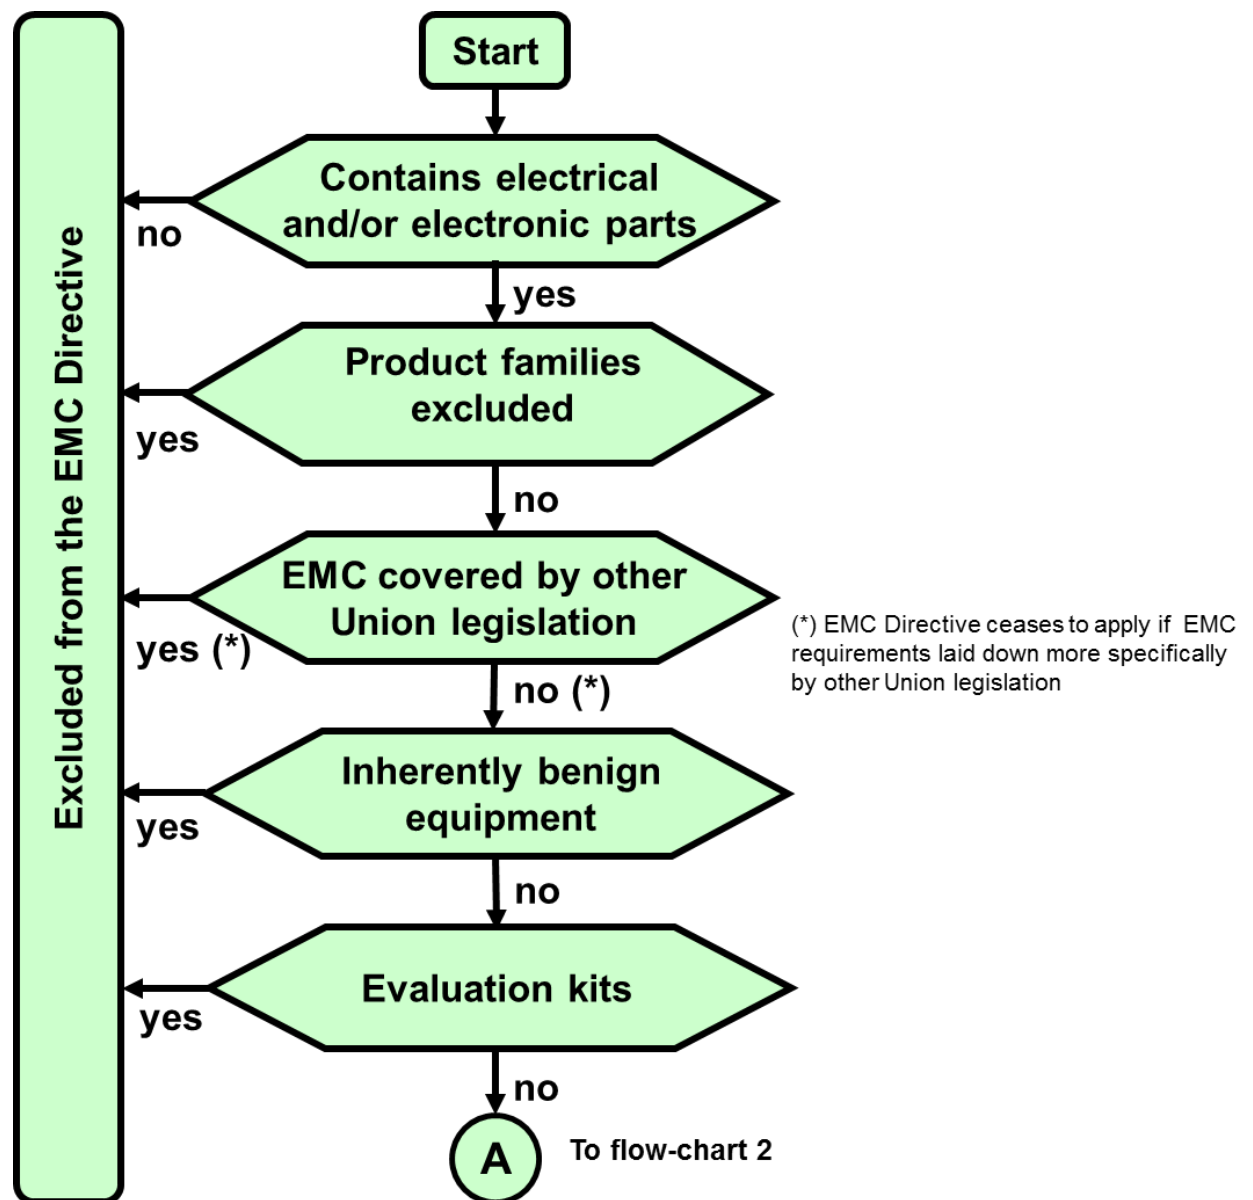 Excluded from the EMC Directive
Start
Contains electrical
and/or electronic parts
no
yes
Product families
excluded
yes
no
EMC covered by other
Union legislation
yes (*)
no (*)
(*) EMC Directive ceases to apply if EMC
requirements laid down more specifically
by other Union legislation
Inherently benign
equipment
yes
no
Evaluation kits
yes
no
A
To flow-chart 2